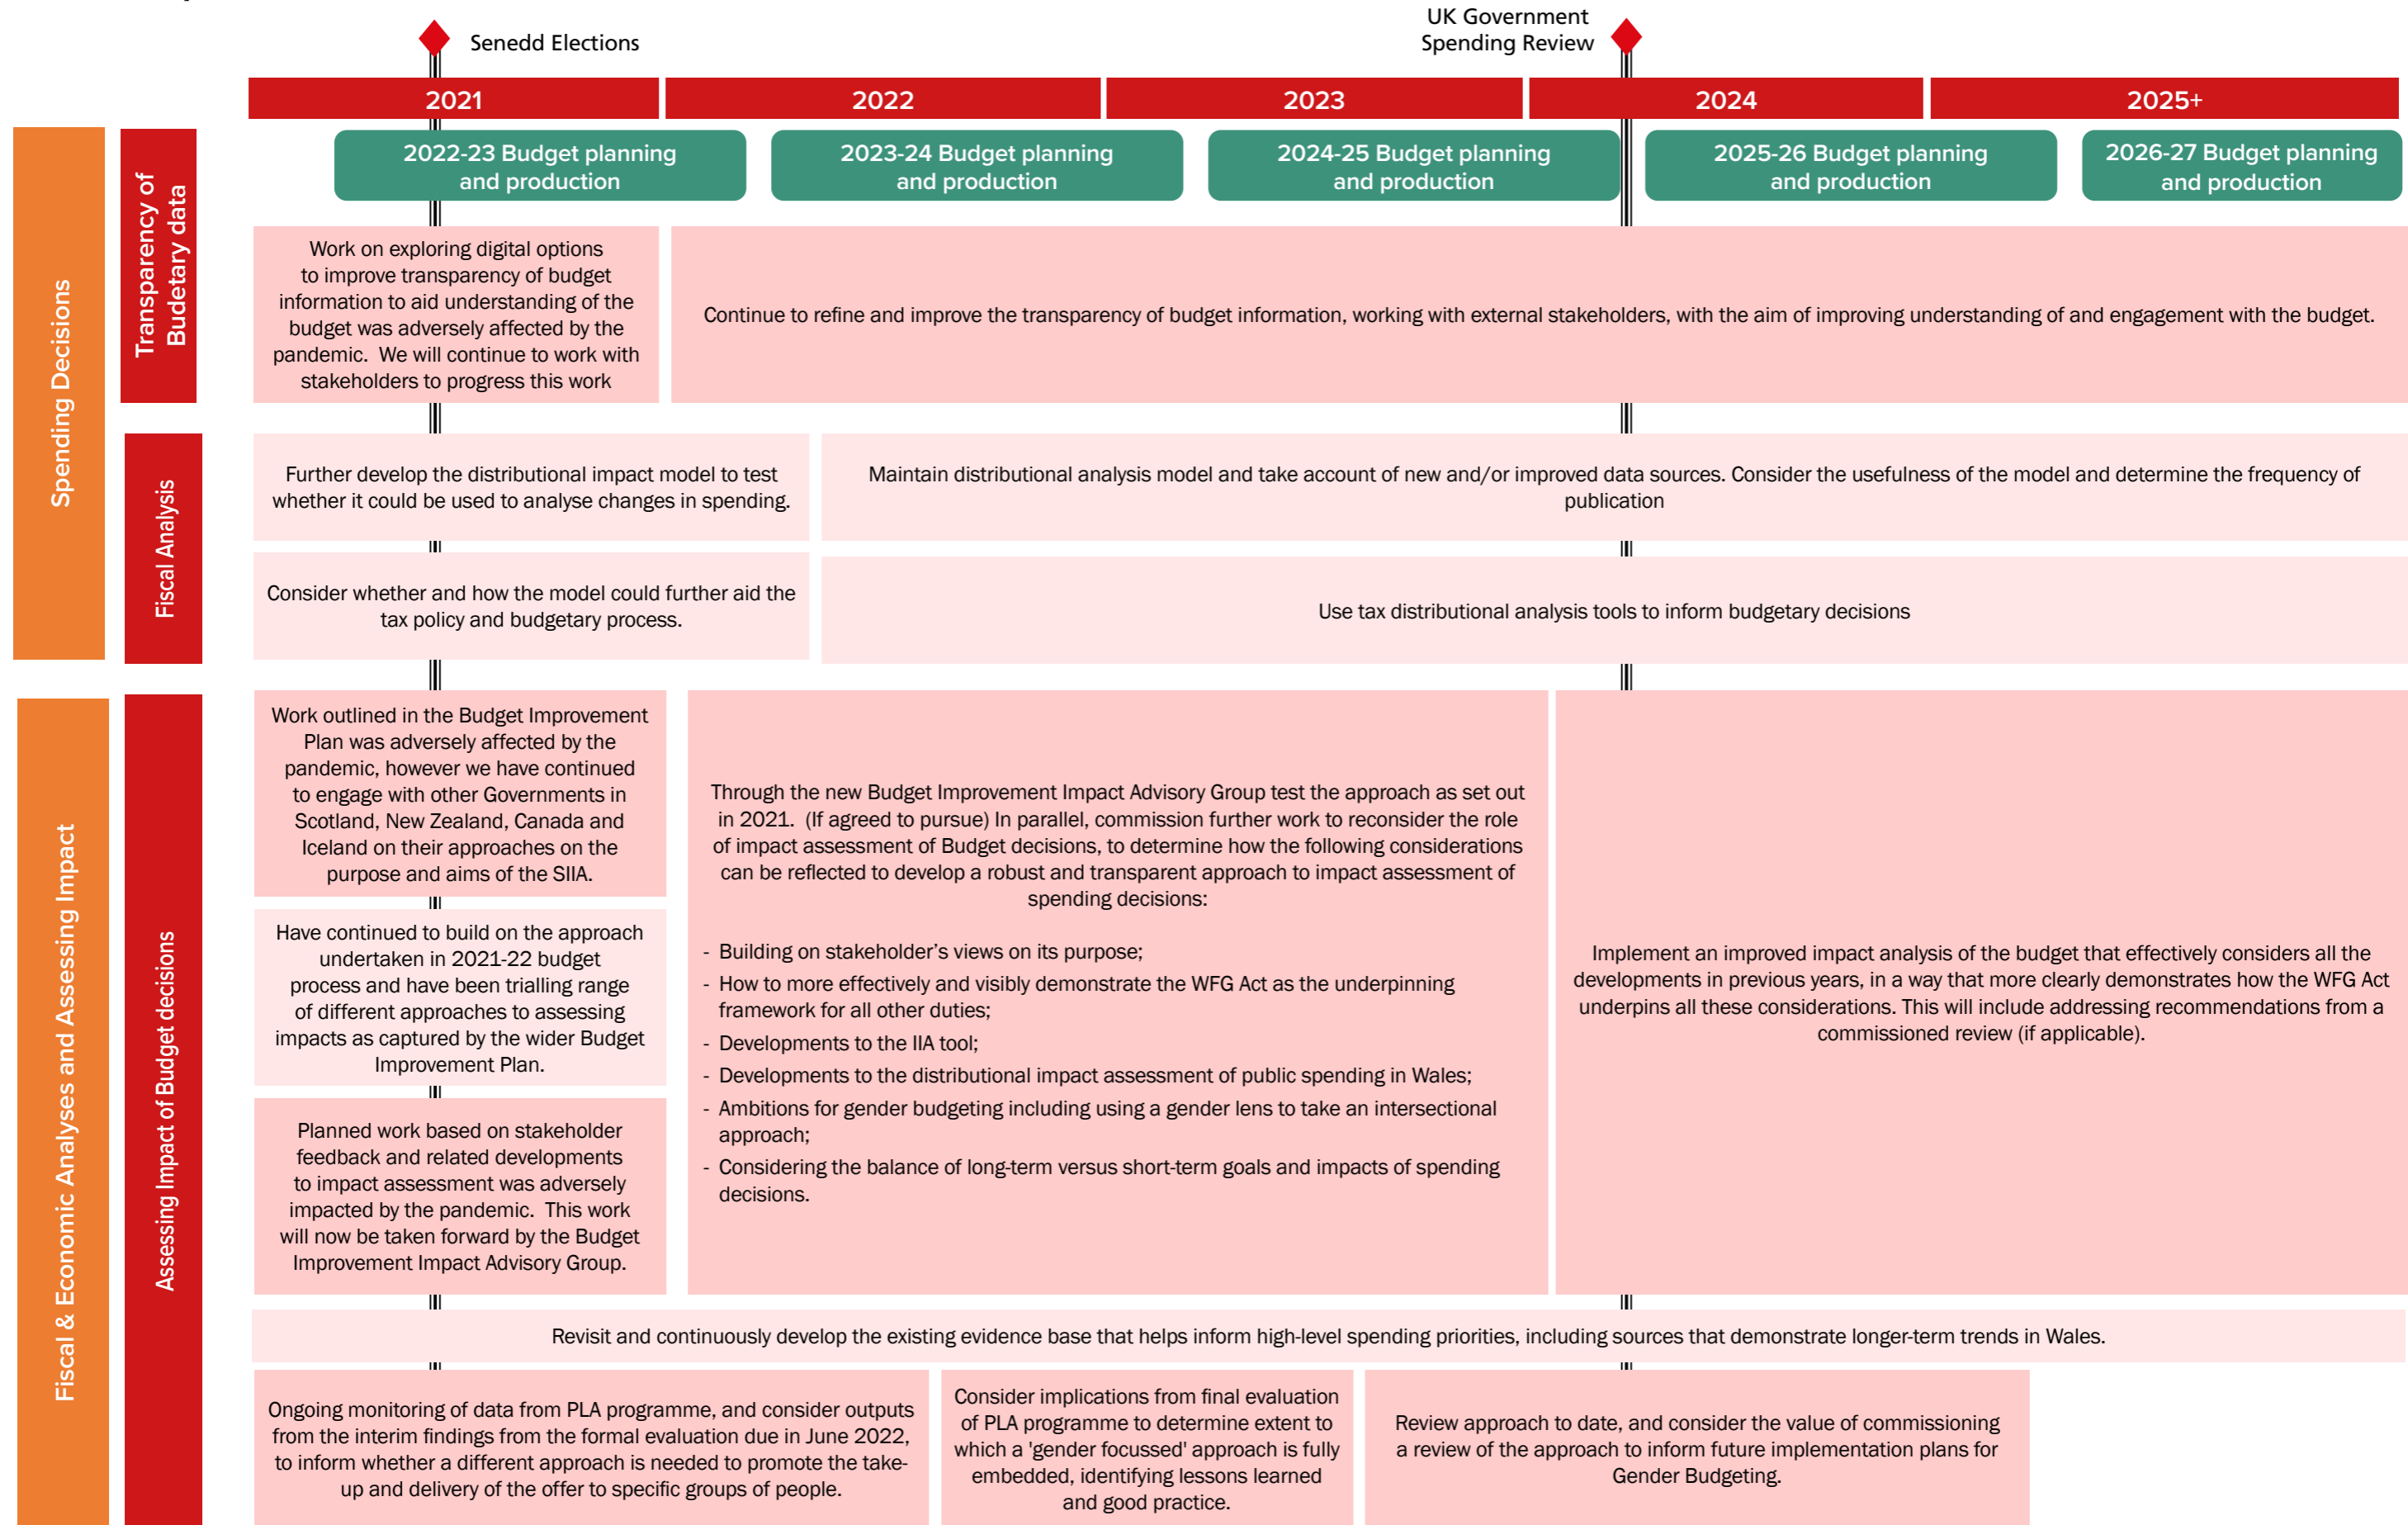 Senedd Elections
UK Government
Spending Review
2021
2022
2023
2024
2025+
2022-23 Budget planning
and production
2023-24 Budget planning
and production
2024-25 Budget planning
and production
2025-26 Budget planning
and production
2026-27 Budget planning
and production
Spending Decisions
Transparency of
Budetary data
Work on exploring digital options
to improve transparency of budget
information to aid understanding of the
budget was adversely affected by the
pandemic.  We will continue to work with
stakeholders to progress this work
Continue to refine and improve the transparency of budget information, working with external stakeholders, with the aim of improving understanding of and engagement with the budget.
Fiscal Analysis
Further develop the distributional impact model to test
whether it could be used to analyse changes in spending.
Maintain distributional analysis model and take account of new and/or improved data sources. Consider the usefulness of the model and determine the frequency of
publication
Consider whether and how the model could further aid the
tax policy and budgetary process.
Use tax distributional analysis tools to inform budgetary decisions
Fiscal & Economic Analyses and Assessing Impact
Assessing Impact of Budget decisions
Work outlined in the Budget Improvement
Plan was adversely affected by the
pandemic, however we have continued
to engage with other Governments in
Scotland, New Zealand, Canada and
Iceland on their approaches on the
purpose and aims of the SIIA.
Have continued to build on the approach
undertaken in 2021-22 budget
process and have been trialling range
of different approaches to assessing
impacts as captured by the wider Budget
Improvement Plan.
Planned work based on stakeholder
feedback and related developments
to impact assessment was adversely
impacted by the pandemic.  This work
will now be taken forward by the Budget
Improvement Impact Advisory Group.
Through the new Budget Improvement Impact Advisory Group test the approach as set out
in 2021.  (If agreed to pursue) In parallel, commission further work to reconsider the role
of impact assessment of Budget decisions, to determine how the following considerations
can be reflected to develop a robust and transparent approach to impact assessment of
spending decisions:
- Building on stakeholder's views on its purpose;
- How to more effectively and visibly demonstrate the WFG Act as the underpinning
framework for all other duties;
- Developments to the IIA tool;
- Developments to the distributional impact assessment of public spending in Wales;
- Ambitions for gender budgeting including using a gender lens to take an intersectional
approach;
- Considering the balance of long-term versus short-term goals and impacts of spending
decisions.
Implement an improved impact analysis of the budget that effectively considers all the
developments in previous years, in a way that more clearly demonstrates how the WFG Act
underpins all these considerations. This will include addressing recommendations from a
commissioned review (if applicable).
Revisit and continuously develop the existing evidence base that helps inform high-level spending priorities, including sources that demonstrate longer-term trends in Wales.
Ongoing monitoring of data from PLA programme, and consider outputs
from the interim findings from the formal evaluation due in June 2022,
to inform whether a different approach is needed to promote the take-
up and delivery of the offer to specific groups of people.
Consider implications from final evaluation
of PLA programme to determine extent to
which a 'gender focussed' approach is fully
embedded, identifying lessons learned
and good practice.
Review approach to date, and consider the value of commissioning
a review of the approach to inform future implementation plans for
Gender Budgeting.